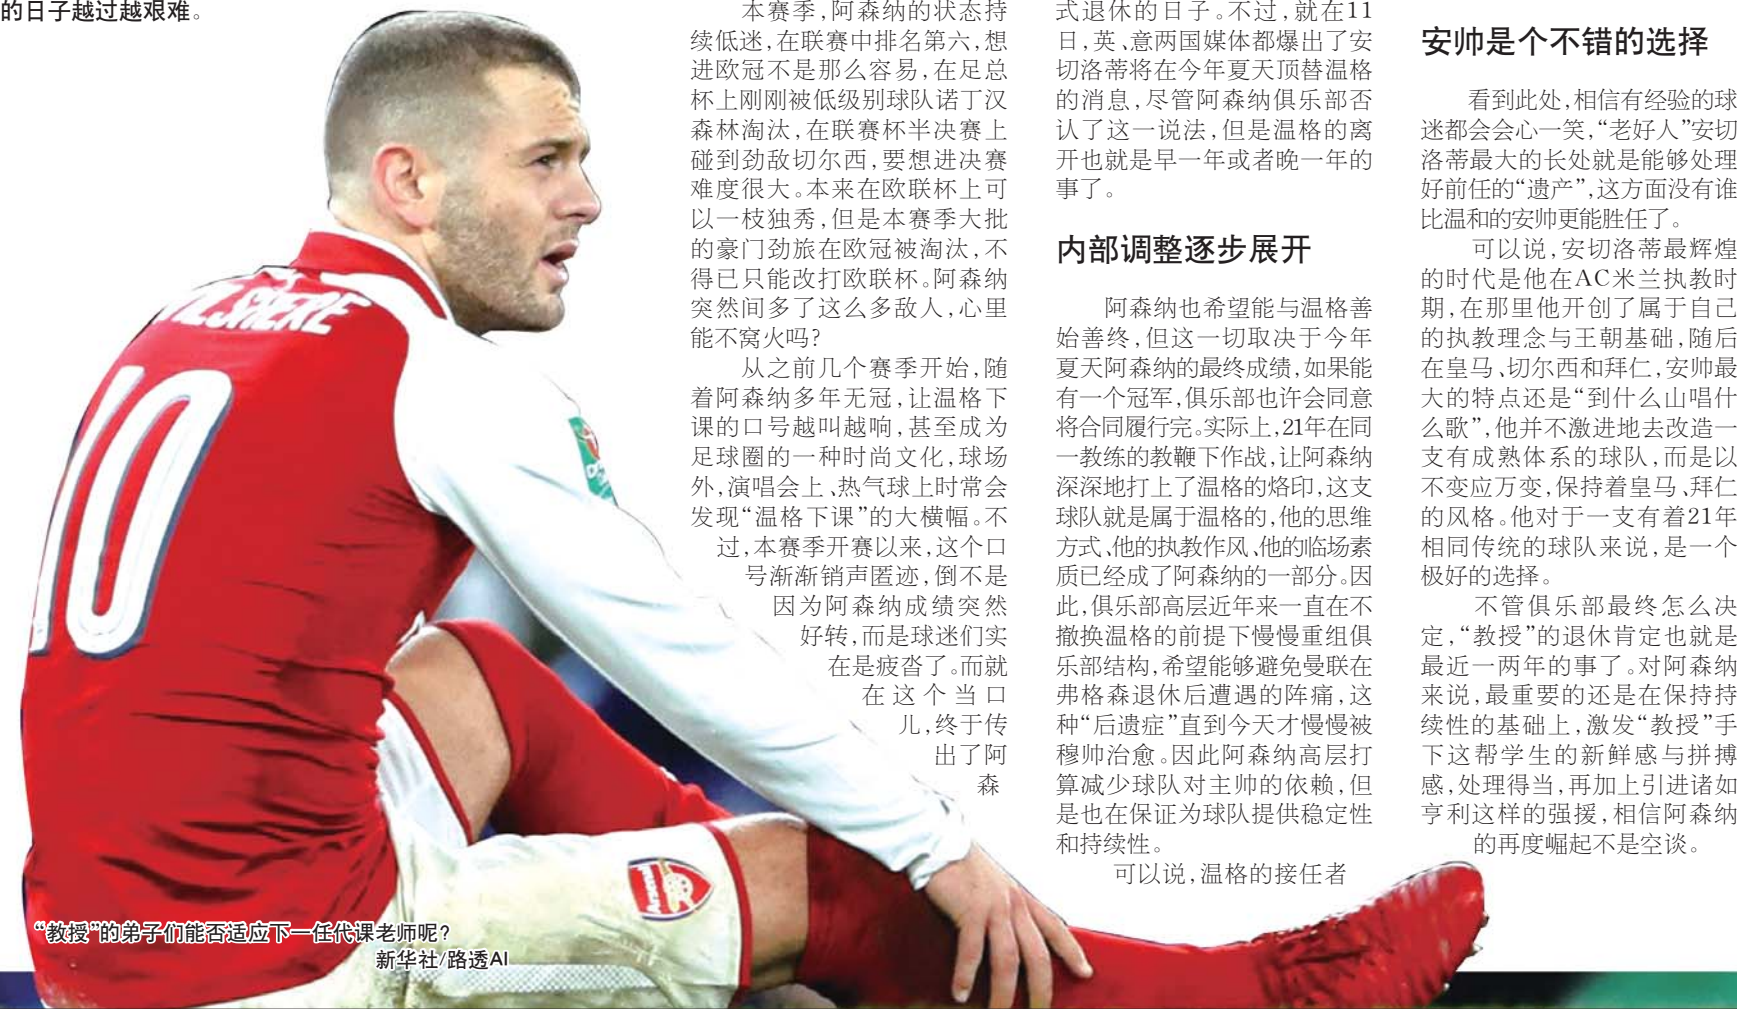 的日子越过越艰难。
本赛季,阿森纳的状态持
续低迷,在联赛中排名第六,想
进欧冠不是那么容易,在足总
杯上刚刚被低级别球队诺丁汉
森林淘汰,在联赛杯半决赛上
碰到劲敌切尔西,要想进决赛
难度很大。本来在欧联杯上可
以一枝独秀,但是本赛季大批
的豪门劲旅在欧冠被淘汰,不
得已只能改打欧联杯。阿森纳
突然间多了这么多敌人,心里
能不窝火吗?
从之前几个赛季开始,随
着阿森纳多年无冠,让温格下
课的口号越叫越响,甚至成为
足球圈的一种时尚文化,球场
外,演唱会上、热气球上时常会
发现“温格下课”的大横幅。不
过,本赛季开赛以来,这个口
号渐渐销声匿迹,倒不是
因为阿森纳成绩突然
好转,而是球迷们实
在是疲沓了。而就
在这个当口
儿,终于传
出了阿
森
式退休的日子。不过,就在11
日,英、意两国媒体都爆出了安
切洛蒂将在今年夏天顶替温格
的消息,尽管阿森纳俱乐部否
认了这一说法,但是温格的离
开也就是早一年或者晚一年的
事了。
内部调整逐步展开
阿森纳也希望能与温格善
始善终,但这一切取决于今年
夏天阿森纳的最终成绩,如果能
有一个冠军,俱乐部也许会同意
将合同履行完。实际上,21年在同
一教练的教鞭下作战,让阿森纳
深深地打上了温格的烙印,这支
球队就是属于温格的,他的思维
方式、他的执教作风、他的临场素
质已经成了阿森纳的一部分。因
此,俱乐部高层近年来一直在不
撤换温格的前提下慢慢重组俱
乐部结构,希望能够避免曼联在
弗格森退休后遭遇的阵痛,这
种“后遗症”直到今天才慢慢被
穆帅治愈。因此阿森纳高层打
算减少球队对主帅的依赖,但
是也在保证为球队提供稳定性
和持续性。
可以说,温格的接任者
安帅是个不错的选择
看到此处,相信有经验的球
迷都会会心一笑,“老好人”安切
洛蒂最大的长处就是能够处理
好前任的“遗产”,这方面没有谁
比温和的安帅更能胜任了。
可以说,安切洛蒂最辉煌
的时代是他在AC米兰执教时
期,在那里他开创了属于自己
的执教理念与王朝基础,随后
在皇马、切尔西和拜仁,安帅最
大的特点还是“到什么山唱什
么歌”,他并不激进地去改造一
支有成熟体系的球队,而是以
不变应万变,保持着皇马、拜仁
的风格。他对于一支有着21年
相同传统的球队来说,是一个
极好的选择。
不管俱乐部最终怎么决
定,“教授”的退休肯定也就是
最近一两年的事了。对阿森纳
来说,最重要的还是在保持持
续性的基础上,激发“教授”手
下这帮学生的新鲜感与拼搏
感,处理得当,再加上引进诸如
亨利这样的强援,相信阿森纳
的再度崛起不是空谈。
WILSHERE
10
Arsenal
“教授”的弟子们能否适应下一任代课老师呢?
新华社/路透AI